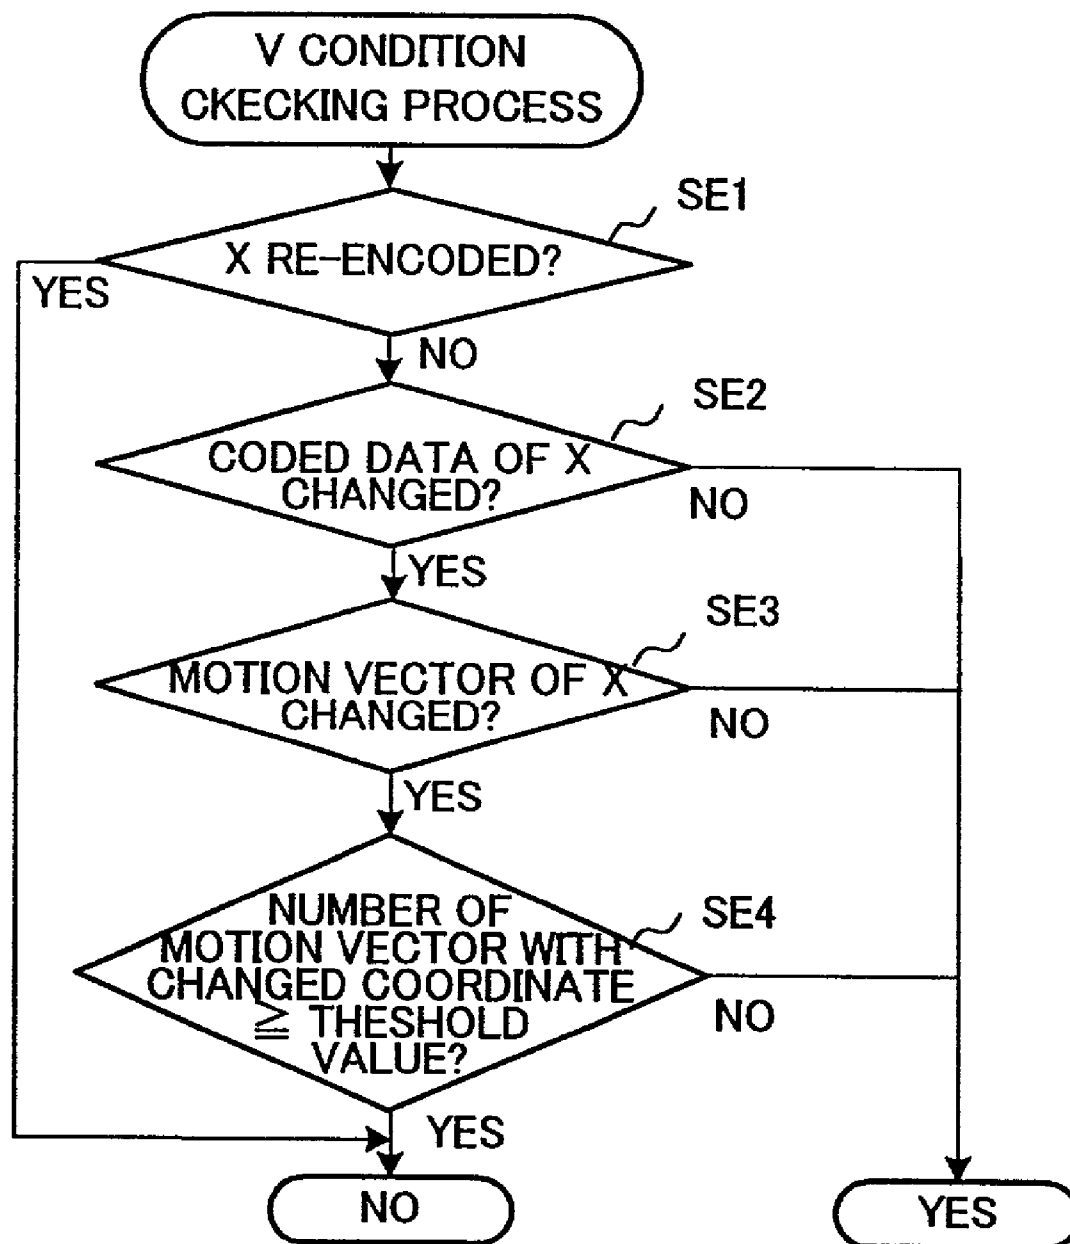 V CONDITION
CKECKING PROCESS
SE1
X RE-ENCODED?
YES
NO
SE2
CODED DATA OF X
CHANGED?
NO
YES
SE3
MOTION VECTOR OF X
CHANGED?
NO
YES
SE4
NUMBER OF
MOTION VECTOR WITH
CHANGED COORDINATE
≧ THESHOLD
VALUE?
NO
YES
NO
YES